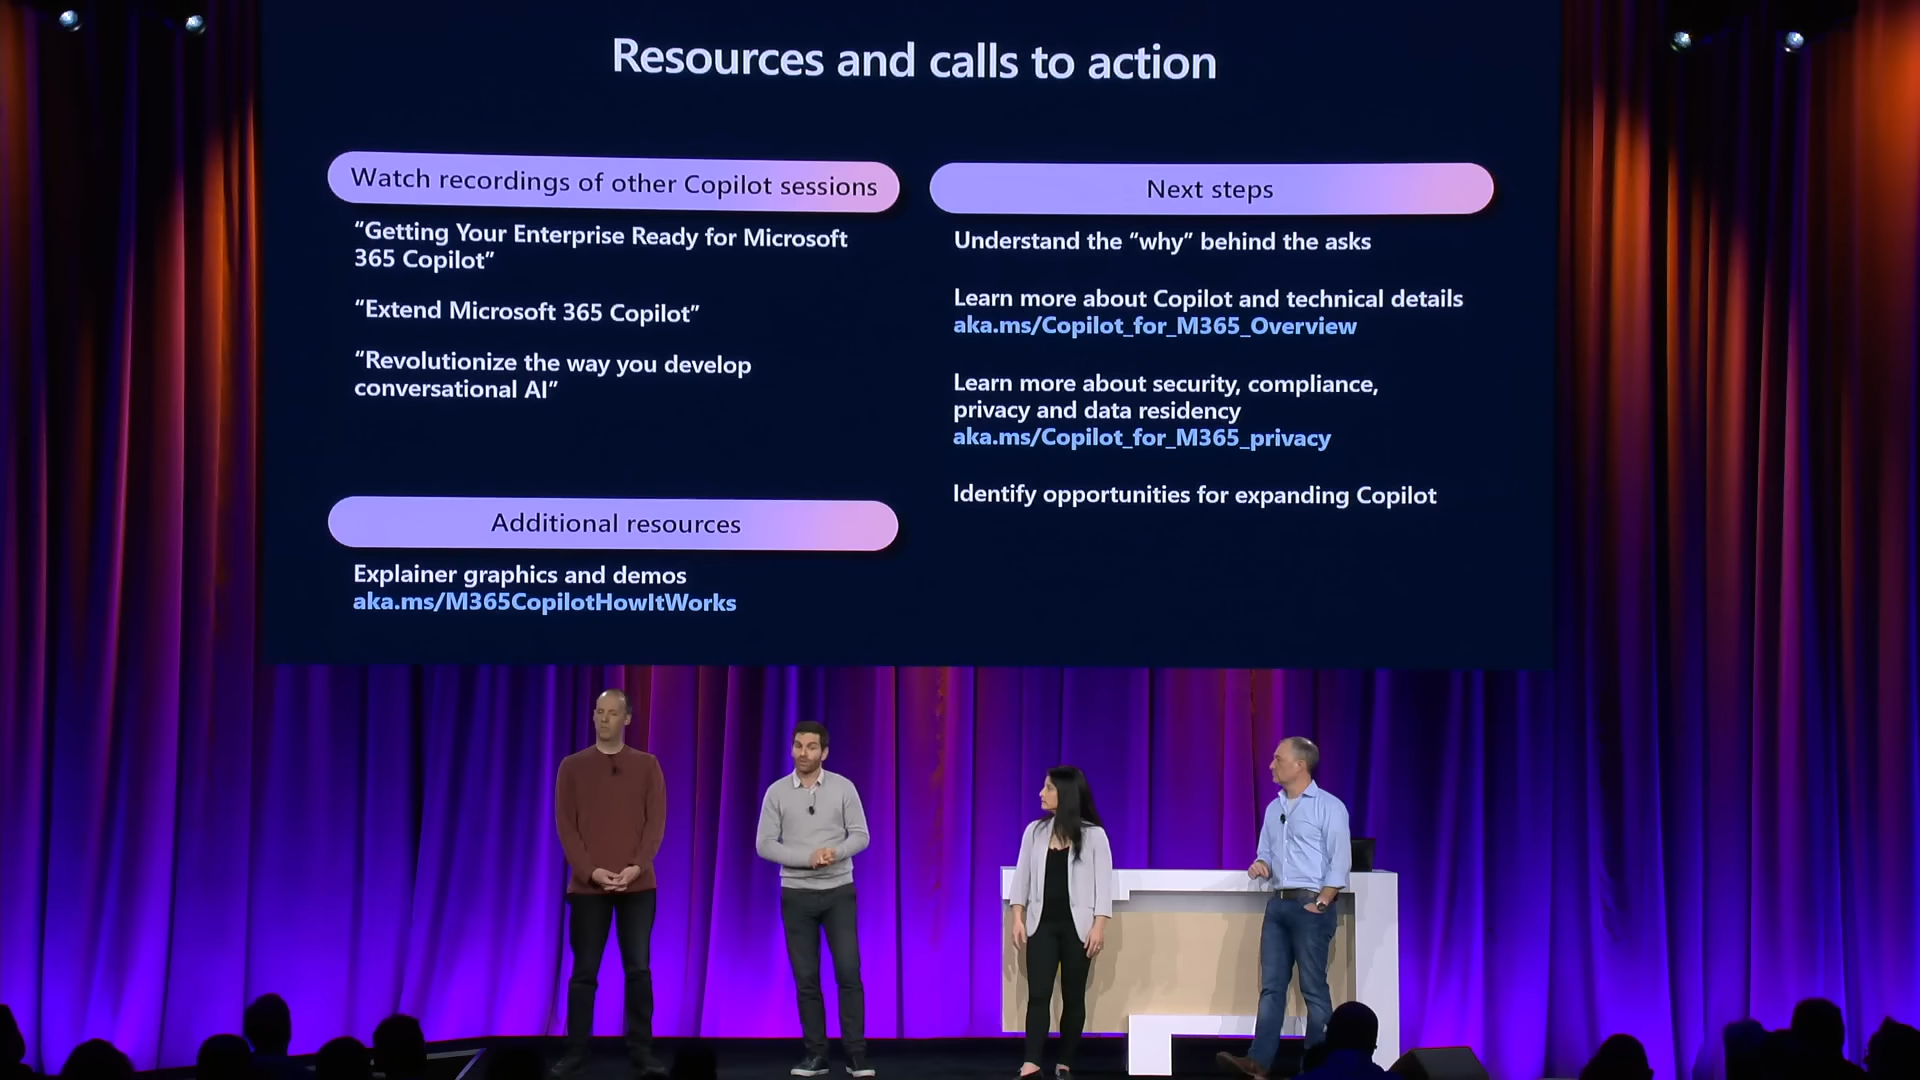 Resources and calls to action
Watch recordings of other Copilot sessions
“Getting Your Enterprise Ready for Microsoft
365 Copilot”
“Extend Microsoft 365 Copilot”
“Revolutionize the way you develop
conversational AI”
Additional resources
Explainer graphics and demos
aka.ms/M365CopilotHowItWorks
Next steps
Understand the “why” behind the asks
Learn more about Copilot and technical details
aka.ms/Copilot_for_M365_Overview
Learn more about security, compliance,
privacy and data residency
aka.ms/Copilot_for_M365_privacy
Identify opportunities for expanding Copilot